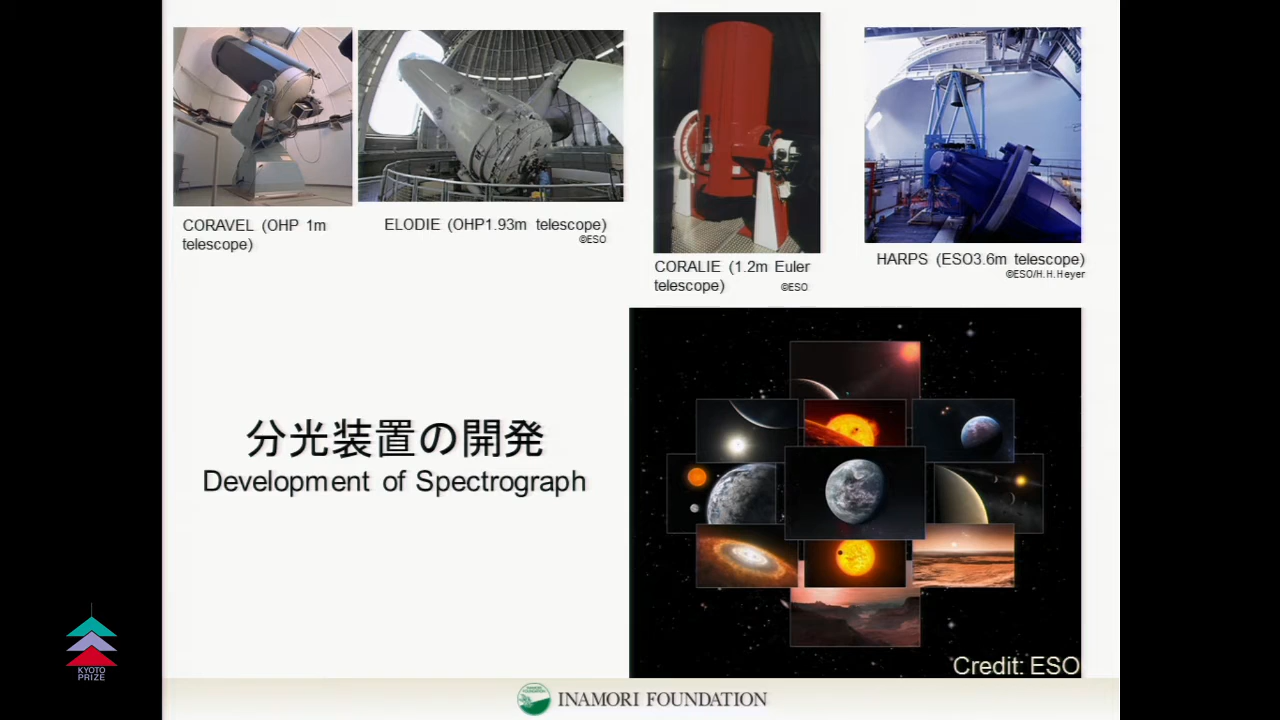 CORAVEL (OHP 1m
telescope)
ELODIE (OHP1.93m telescope)
©ESO
CORALIE (1.2m Euler
telescope) ©ESO
HARPS (ESO3.6m telescope)
©ESO/H.H.Heyer
分光装置の開発
Development of Spectrograph
Credit: ESO
KYOTO
PRIZE
INAMORI FOUNDATION